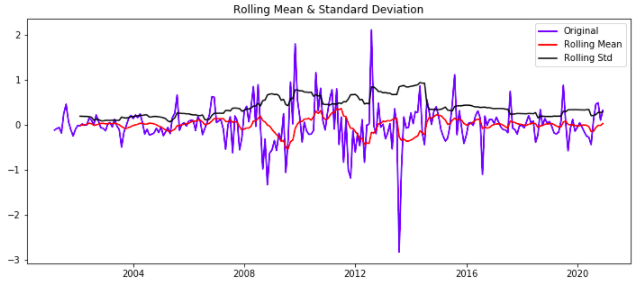 Rolling Mean & Standard Deviation
Original
Rolling Mean
Rolling Std
2
1
0
−1
−2
−3
2004
2008
2012
2016
2020